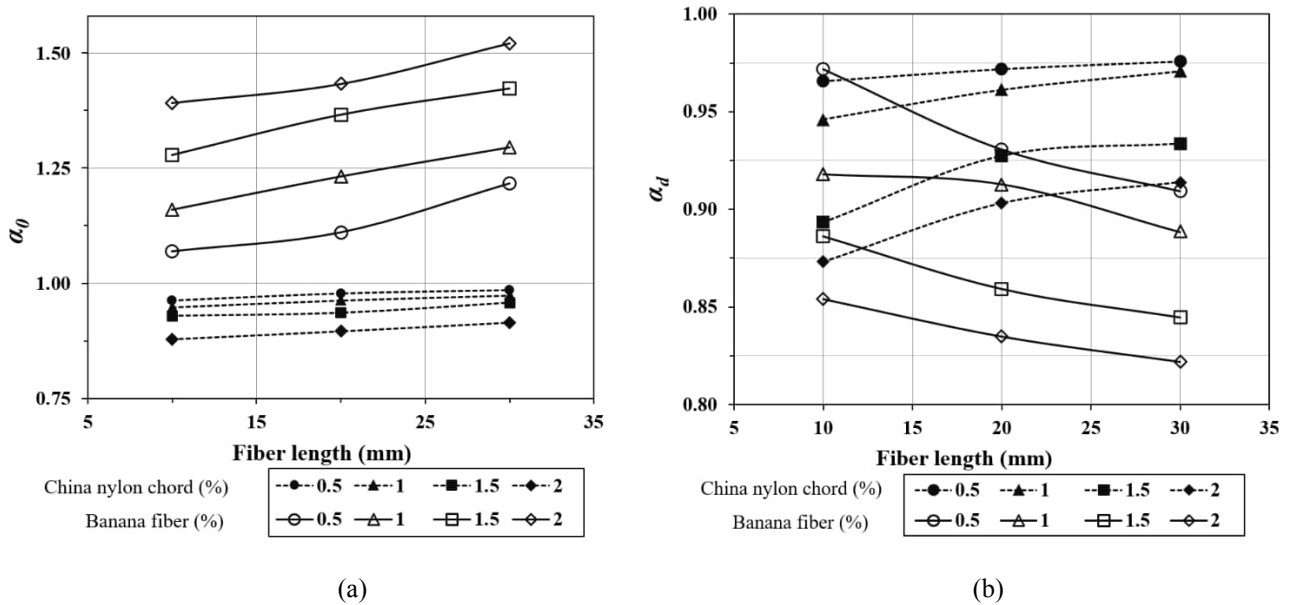 1.50
1.25
α0
1.00
0.75
5 15 25 35
Fiber length (mm)
China nylon chord (%) 0.5 1 1.5 2
Banana fiber (%) 0.5 1 1.5 2
(a)
1.00
0.95
αd
0.90
0.85
0.80
5 10 15 20 25 30 35
Fiber length (mm)
China nylon chord (%) 0.5 1 1.5 2
Banana fiber (%) 0.5 1 1.5 2
(b)